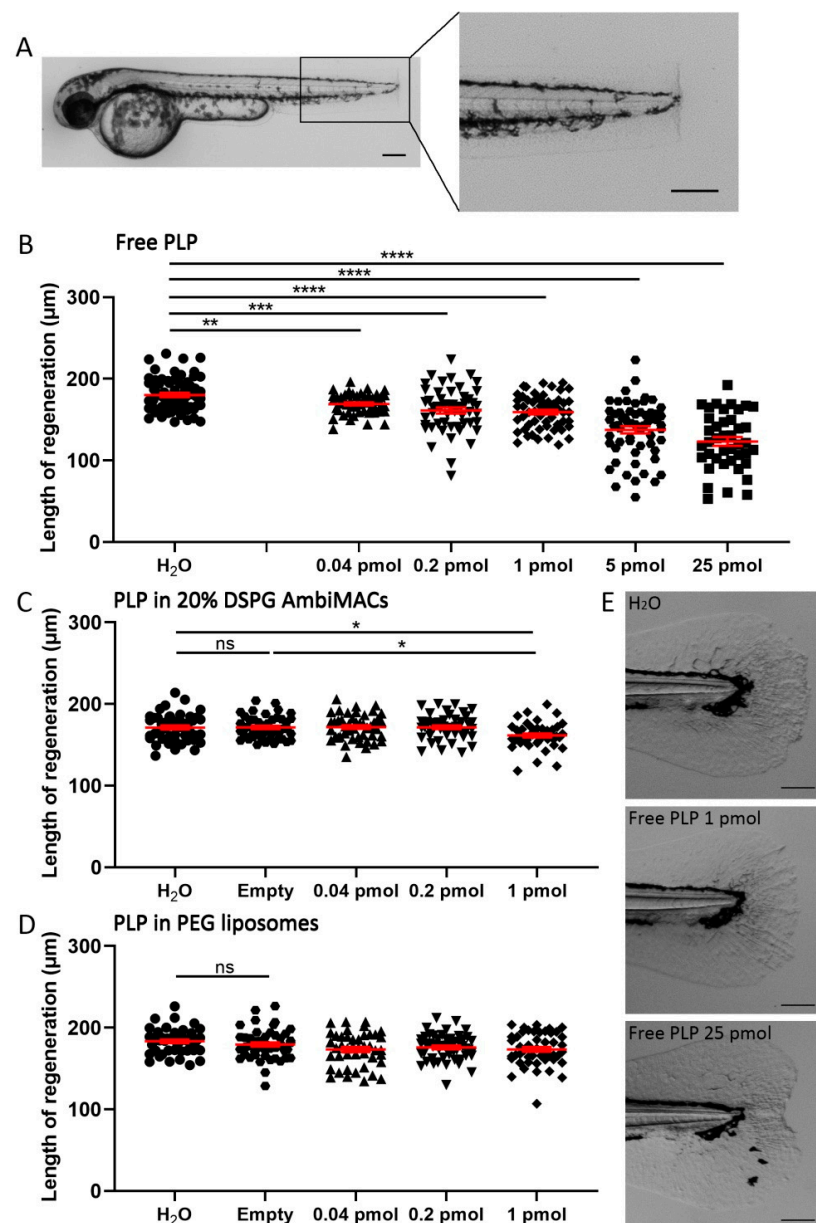 A
B
Free PLP
****
****
****
***
**
Length of regeneration (µm)
300
200
100
0
H₂O
0.04 pmol
0.2 pmol
1 pmol
5 pmol
25 pmol
C
PLP in 20% DSPG AmbiMACs
*
ns
*
Length of regeneration (µm)
300
200
100
0
H₂O
Empty
0.04 pmol
0.2 pmol
1 pmol
D
PLP in PEG liposomes
ns
Length of regeneration (µm)
300
200
100
0
H₂O
Empty
0.04 pmol
0.2 pmol
1 pmol
E
H₂O
Free PLP 1 pmol
Free PLP 25 pmol